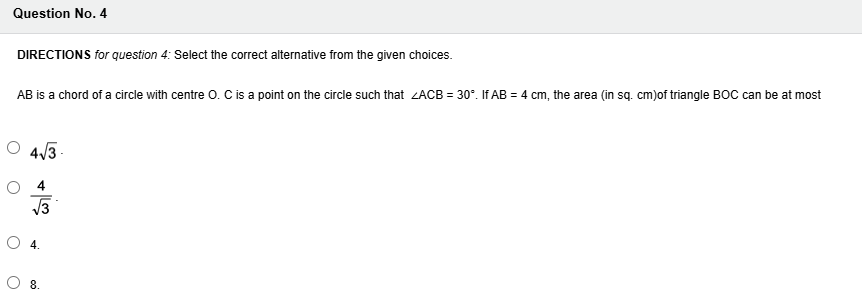 Question No. 4
DIRECTIONS for question 4: Select the correct alternative from the given choices.
AB is a chord of a circle with centre O. C is a point on the circle such that ∠ACB = 30°. If AB = 4 cm, the area (in sq. cm)of triangle BOC can be at most
4√3 .
4
√3 .
4.
8.